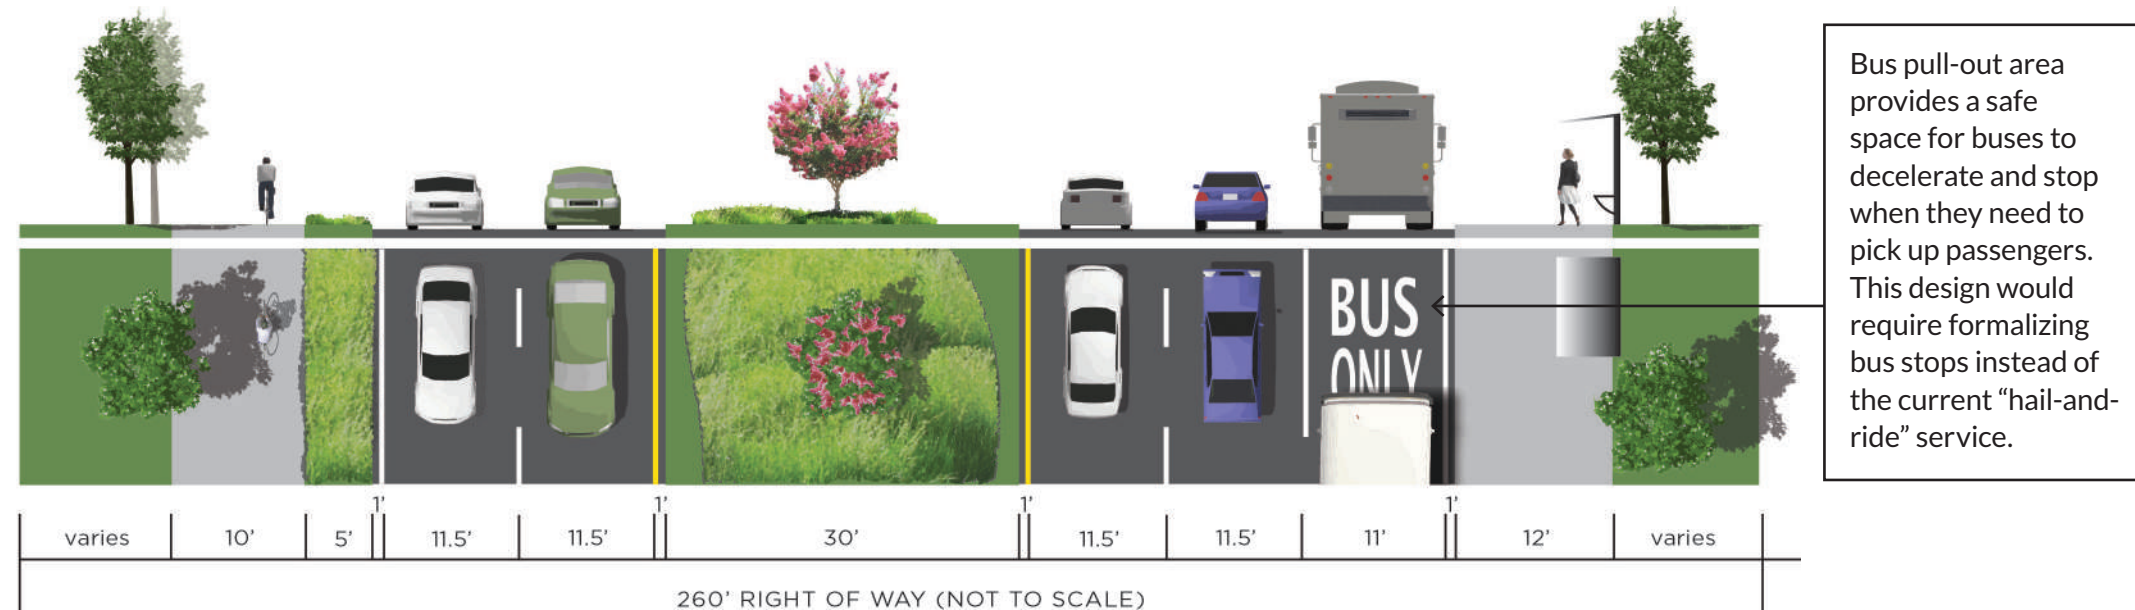 Bus pull-out area
provides a safe
space for buses to
decelerate and stop
when they need to
pick up passengers.
This design would
require formalizing
bus stops instead of
the current “hail-and-
ride” service.
BUS
ONLY
1' 1' 1' 1'
varies 10' 5' 11.5' 11.5' 30' 11.5' 11.5' 11' 12' varies
260' RIGHT OF WAY (NOT TO SCALE)